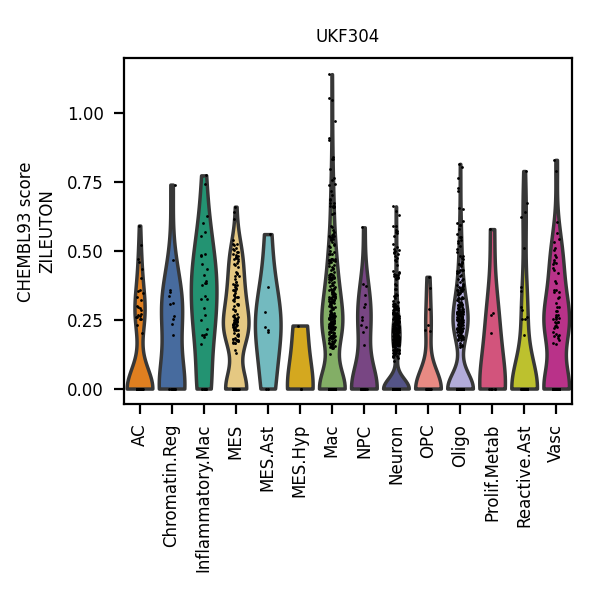 UKF304
CHEMBL93 score
ZILEUTON
1.00
0.75
0.50
0.25
0.00
AC
Chromatin.Reg
Inflammatory.Mac
MES
MES.Ast
MES.Hyp
Mac
NPC
Neuron
OPC
Oligo
Prolif.Metab
Reactive.Ast
Vasc